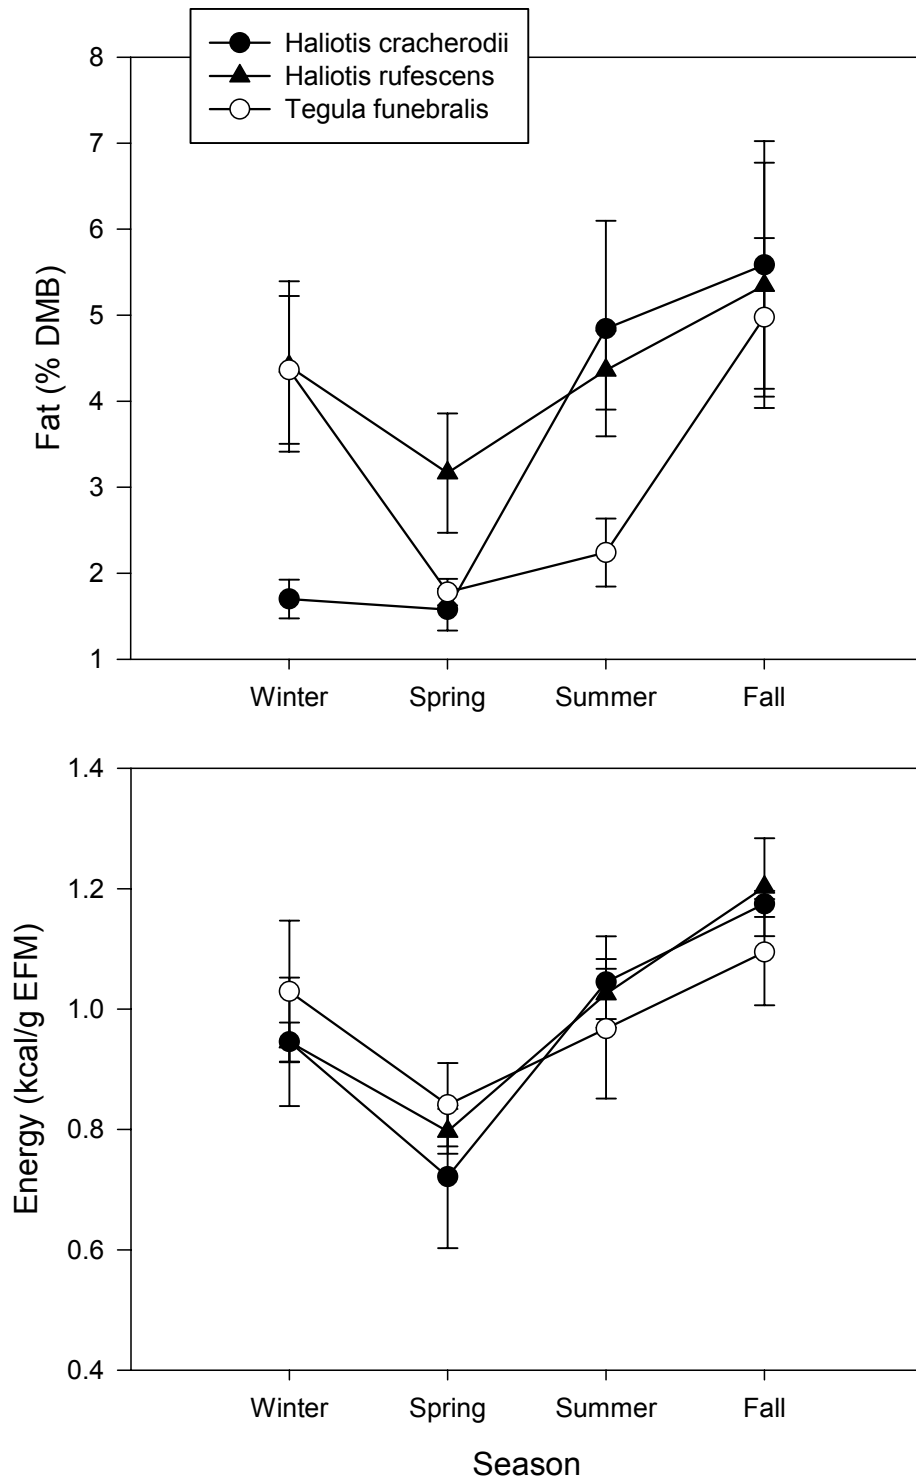 Haliotis cracherodii
Haliotis rufescens
Tegula funebralis
8
7
6
5
4
3
2
1
Fat (% DMB)
Winter Spring Summer Fall
1.4
1.2
1.0
0.8
0.6
0.4
Energy (kcal/g EFM)
Winter Spring Summer Fall
Season